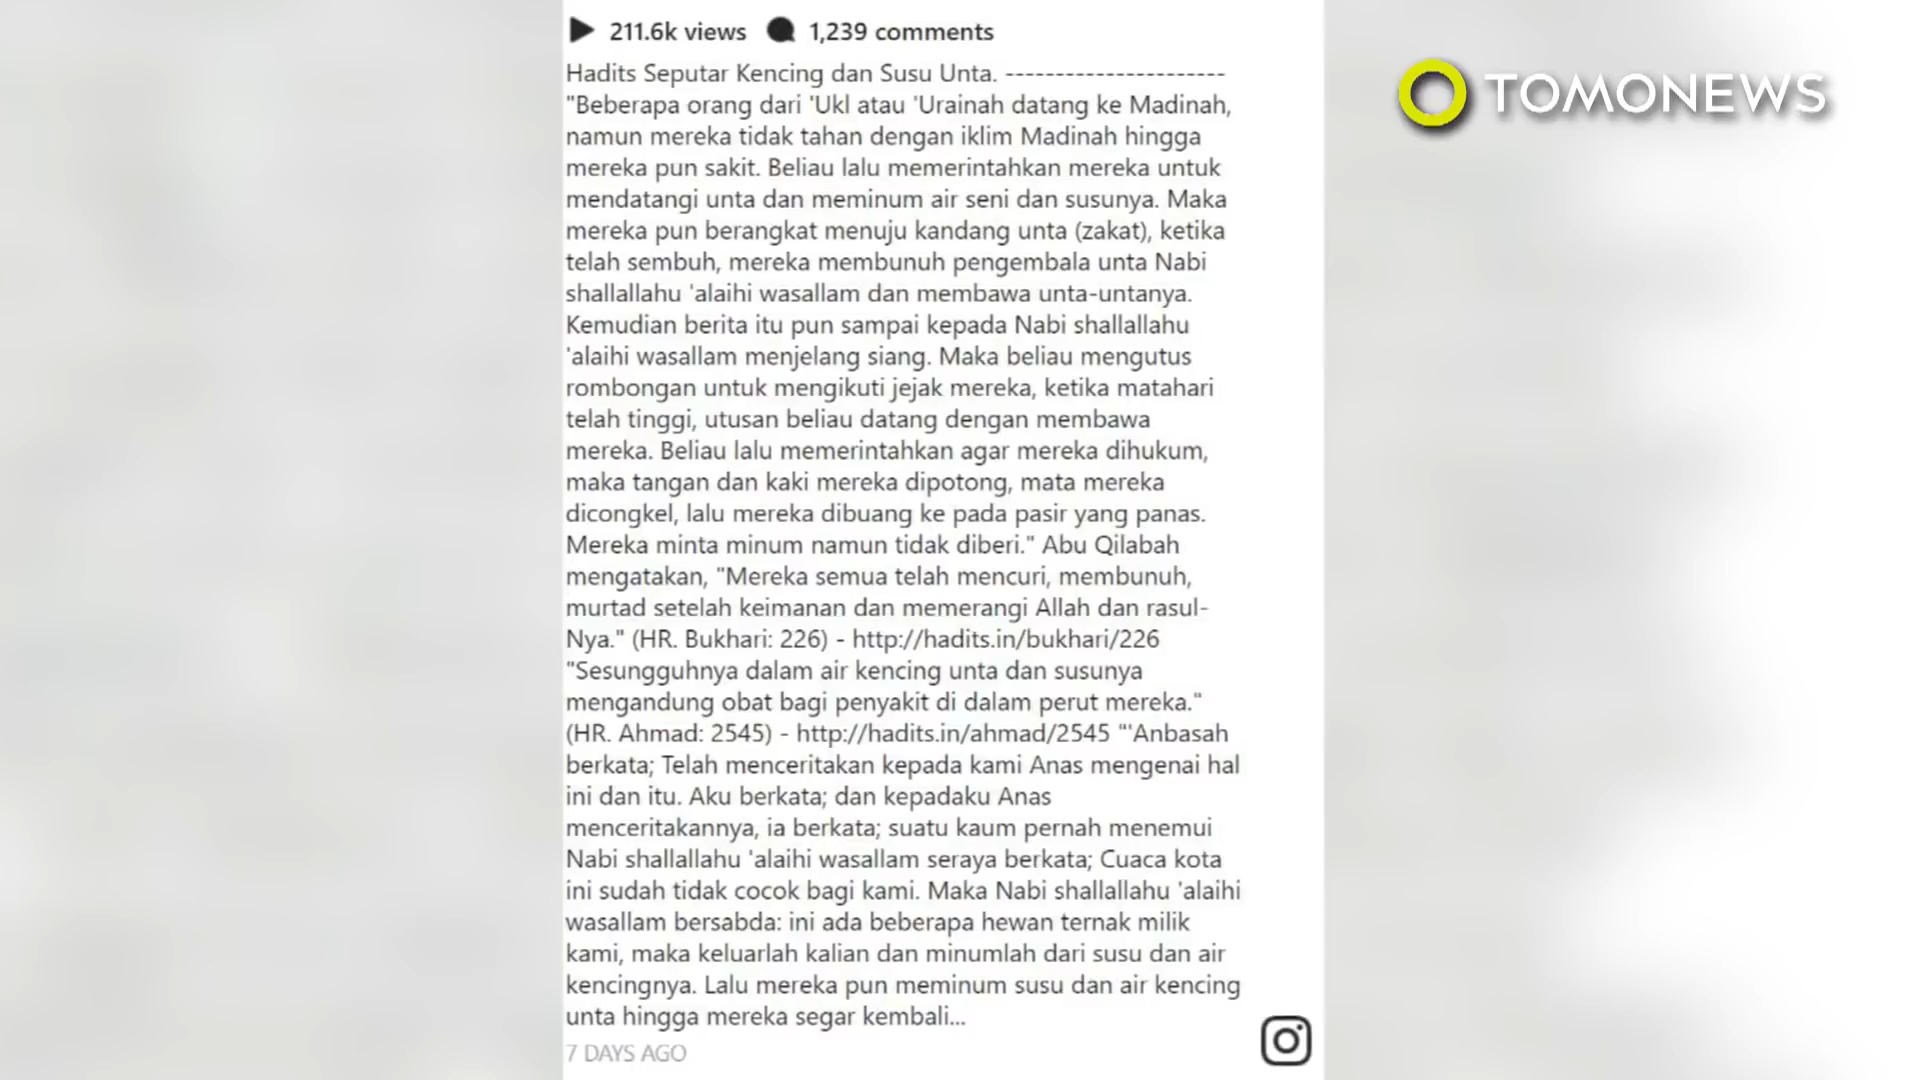 211.6k views 1,239 comments
TOMONEWS
Hadits Seputar Kencing dan Susu Unta. ----------------------
"Beberapa orang dari 'Ukl atau 'Urainah datang ke Madinah,
namun mereka tidak tahan dengan iklim Madinah hingga
mereka pun sakit. Beliau lalu memerintahkan mereka untuk
mendatangi unta dan meminum air seni dan susunya. Maka
mereka pun berangkat menuju kandang unta (zakat), ketika
telah sembuh, mereka membunuh pengembala unta Nabi
shallallahu 'alaihi wasallam dan membawa unta-untanya.
Kemudian berita itu pun sampai kepada Nabi shallallahu
'alaihi wasallam menjelang siang. Maka beliau mengutus
rombongan untuk mengikuti jejak mereka, ketika matahari
telah tinggi, utusan beliau datang dengan membawa
mereka. Beliau lalu memerintahkan agar mereka dihukum,
maka tangan dan kaki mereka dipotong, mata mereka
dicongkel, lalu mereka dibuang ke pada pasir yang panas.
Mereka minta minum namun tidak diberi." Abu Qilabah
mengatakan, "Mereka semua telah mencuri, membunuh,
murtad setelah keimanan dan memerangi Allah dan rasul-
Nya." (HR. Bukhari: 226) - http://hadits.in/bukhari/226
"Sesungguhnya dalam air kencing unta dan susunya
mengandung obat bagi penyakit di dalam perut mereka."
(HR. Ahmad: 2545) - http://hadits.in/ahmad/2545 "'Anbasah
berkata; Telah menceritakan kepada kami Anas mengenai hal
ini dan itu. Aku berkata; dan kepadaku Anas
menceritakannya, ia berkata; suatu kaum pernah menemui
Nabi shallallahu 'alaihi wasallam seraya berkata; Cuaca kota
ini sudah tidak cocok bagi kami. Maka Nabi shallallahu 'alaihi
wasallam bersabda: ini ada beberapa hewan ternak milik
kami, maka keluarlah kalian dan minumlah dari susu dan air
kencingnya. Lalu mereka pun meminum susu dan air kencing
unta hingga mereka segar kembali...
7 DAYS AGO